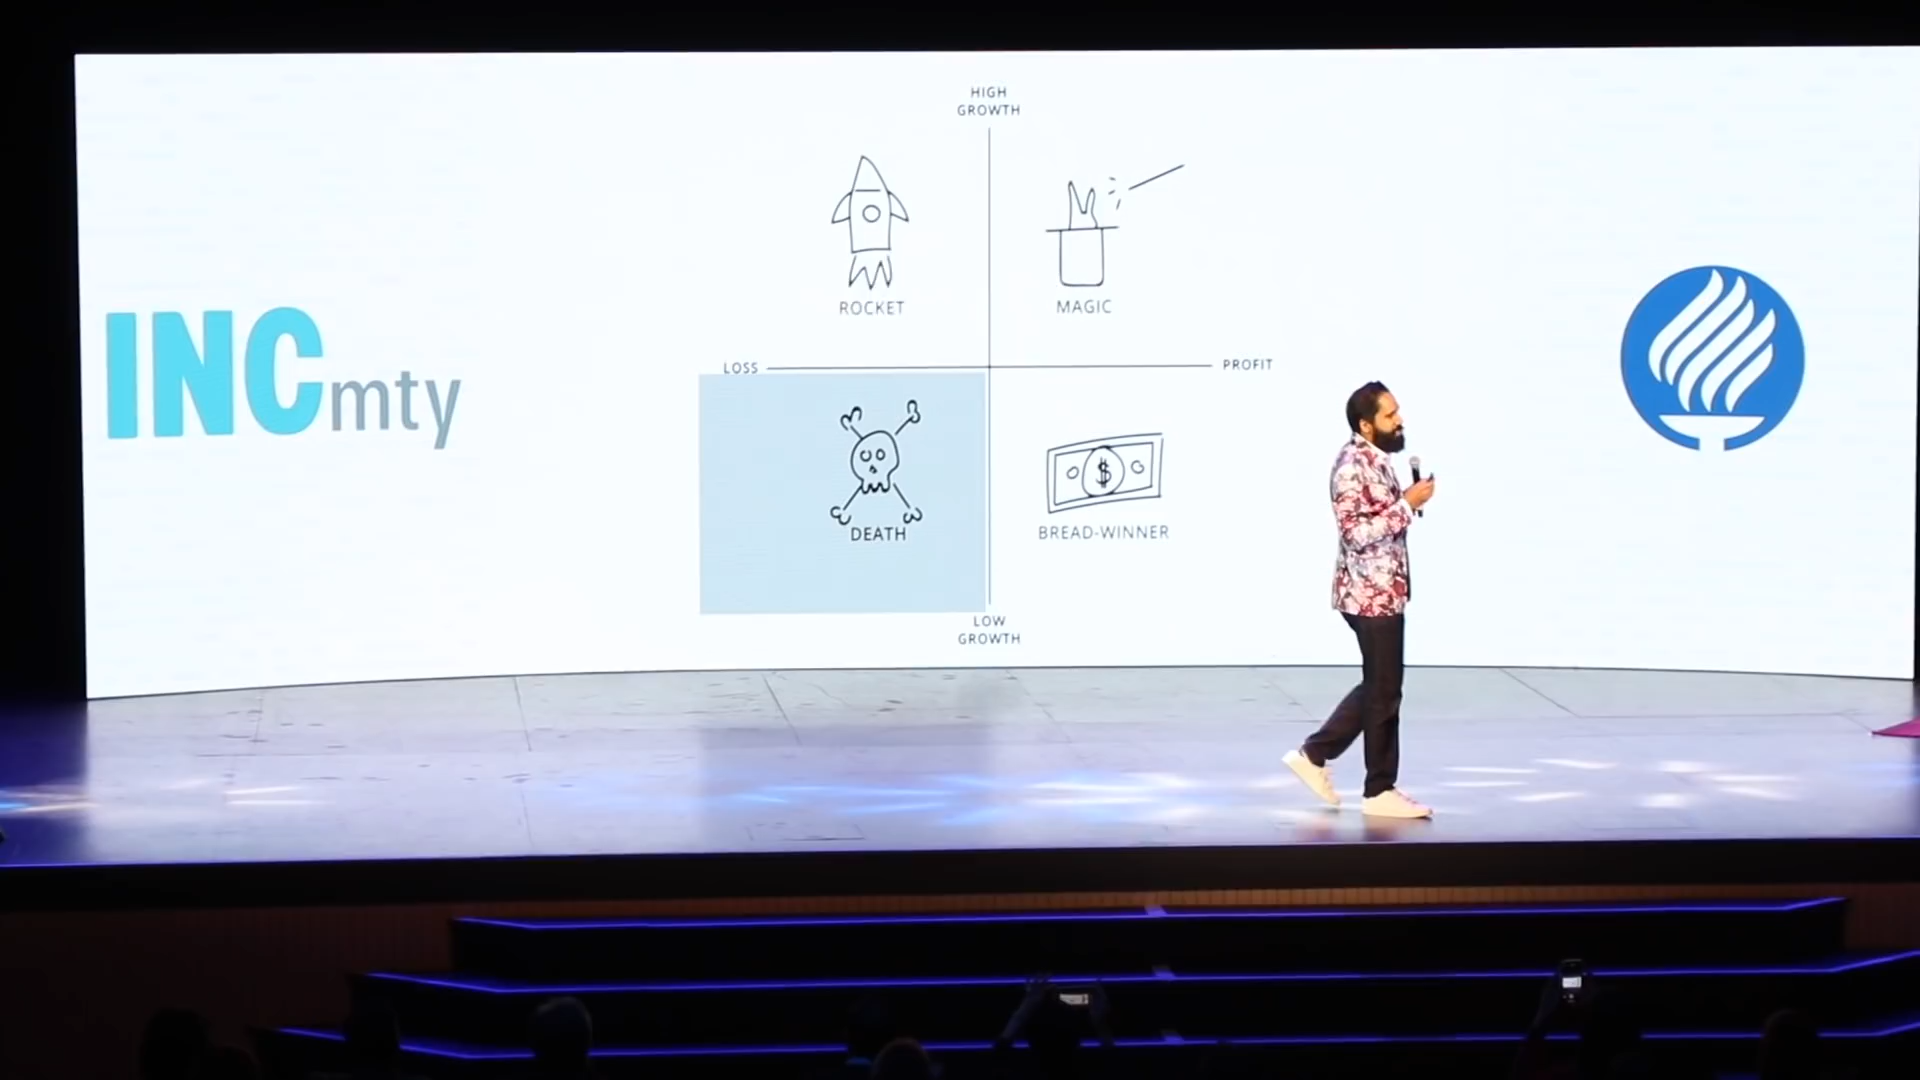 HIGH
GROWTH
ROCKET
MAGIC
LOSS
PROFIT
INCmty
$
DEATH
BREAD-WINNER
LOW
GROWTH